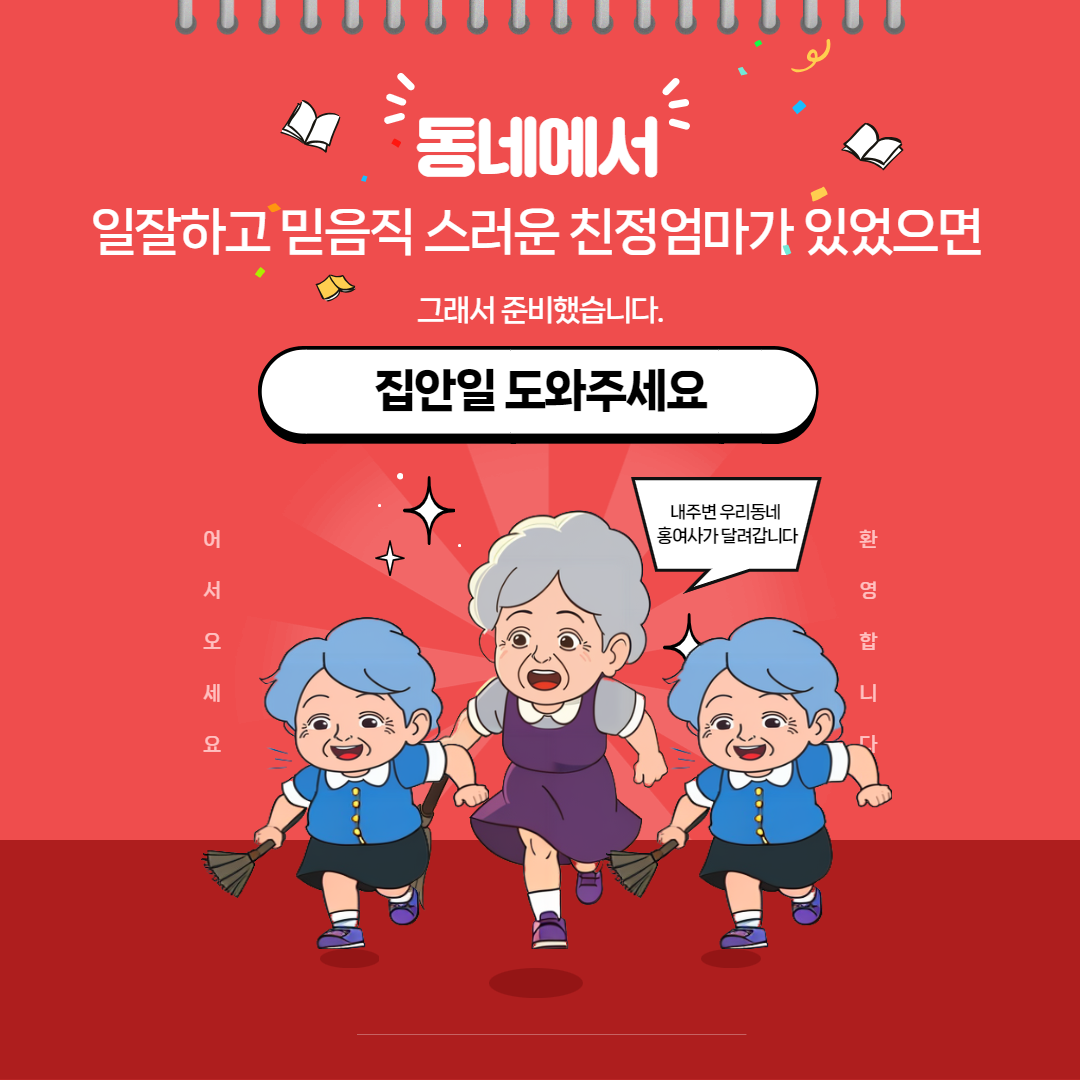 동네에서
일잘하고 믿음직 스러운 친정엄마가 있었으면
그래서 준비했습니다.
집안일 도와주세요
내주변 우리동네
홍여사가 달려갑니다
어
서
오
세
요
환
영
합
니
다